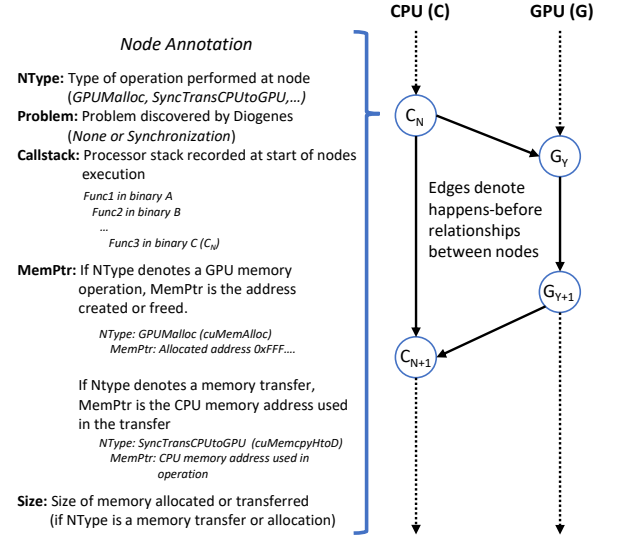 CPU (C)
GPU (G)
Node Annotation
NType: Type of operation performed at node
(GPUMalloc, SyncTransCPUtoGPU,...)
Problem: Problem discovered by Diogenes
(None or Synchronization)
Callstack: Processor stack recorded at start of nodes
execution
Func1 in binary A
Func2 in binary B
...
Func3 in binary C (CN)
MemPtr: If NType denotes a GPU memory
operation, MemPtr is the address
created or freed.
NType: GPUMalloc (cuMemAlloc)
MemPtr: Allocated address 0xFFF....
If Ntype denotes a memory transfer,
MemPtr is the CPU memory address used
in the transfer
NType: SyncTransCPUtoGPU (cuMemcpyHtoD)
MemPtr: CPU memory address used in
operation
Size: Size of memory allocated or transferred
(if NType is a memory transfer or allocation)
CN
GY
Edges denote
happens-before
relationships
between nodes
GY+1
CN+1